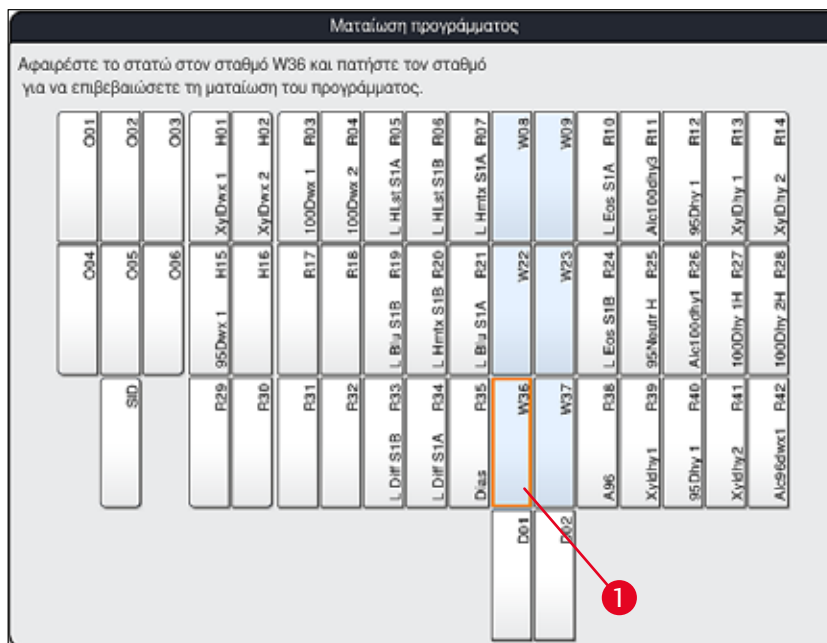 Ματαίωση προγράμματος
Αφαιρέστε το στατώ στον σταθμό W36 και πατήστε τον σταθμό
για να επιβεβαιώσετε τη ματαίωση του προγράμματος.
O01
O02
O03
XylDwx 1 H01
XylDwx 2 H02
100Dwx 1 R03
100Dwx 2 R04
L HLst S1A R05
L HLst S1B R06
L Hmtx S1A R07
W08
W09
L Eos S1A R10
Alc100dhy3 R11
95Dhy 1 R12
XylDhy 1 R13
XylDhy 2 R14
O04
O05
O06
95Dwx 1 H15
H16
R17
R18
L Blu S1B R19
L Hmtx S1B R20
L Blu S1A R21
W22
W23
L Eos S1B R24
95Neutr H R25
Alc100dhy1 R26
100Dhy 1H R27
100Dhy 2H R28
SID
R29
R30
R31
R32
L Diff S1B R33
L Diff S1A R34
Dias R35
W36
W37
A96 R38
Xyldhy1 R39
95Dhy 1 R40
Xyldhy2 R41
Alc96dwx1 R42
D01
D02
1